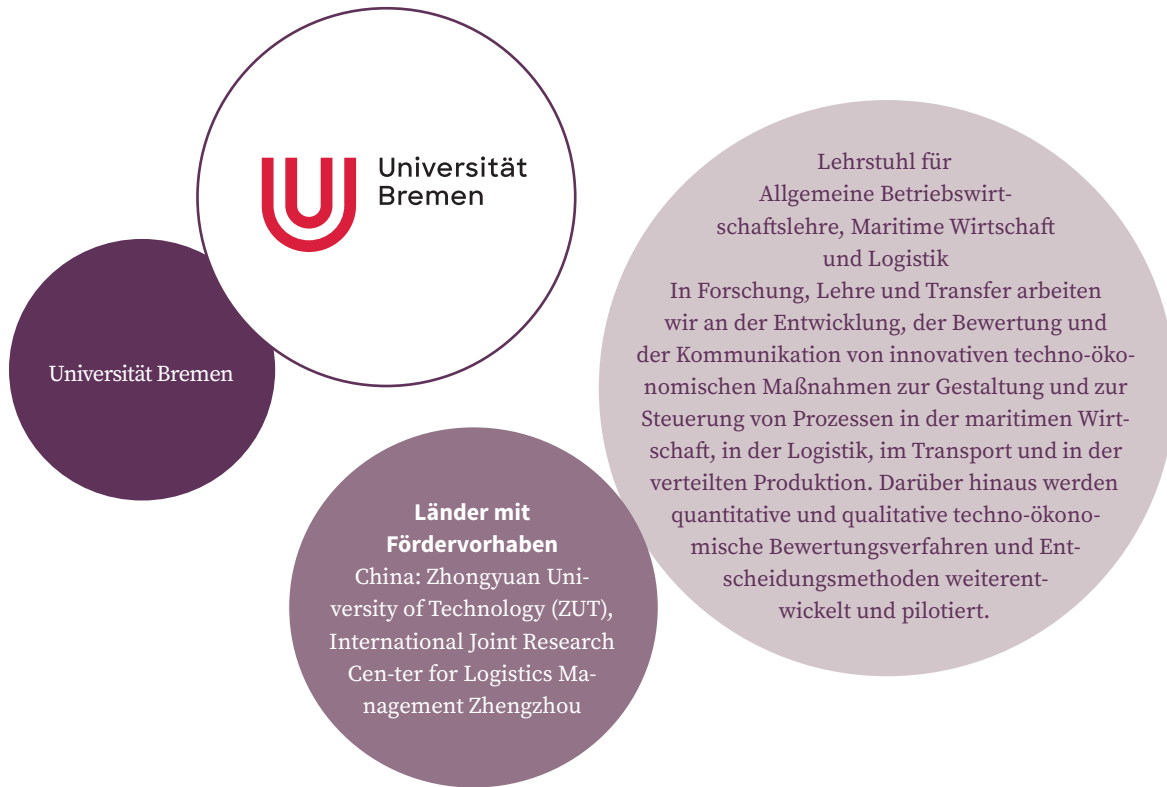 Universität
Bremen
Universität Bremen
Lehrstuhl für
Allgemeine Betriebswirt-
schaftslehre, Maritime Wirtschaft
und Logistik
In Forschung, Lehre und Transfer arbeiten
wir an der Entwicklung, der Bewertung und
der Kommunikation von innovativen techno-öko-
nomischen Maßnahmen zur Gestaltung und zur
Steuerung von Prozessen in der maritimen Wirt-
schaft, in der Logistik, im Transport und in der
verteilten Produktion. Darüber hinaus werden
quantitative und qualitative techno-ökono-
mische Bewertungsverfahren und Ent-
scheidungsmethoden weiterent-
wickelt und pilotiert.
Länder mit
Fördervorhaben
China: Zhongyuan Uni-
versity of Technology (ZUT),
International Joint Research
Cen-ter for Logistics Ma-
nagement Zhengzhou